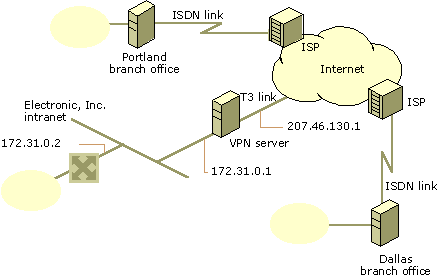 ISDN link
ISP
Portland
branch office
Internet
Electronic, Inc.
intranet
T3 link
ISP
207.46.130.1
172.31.0.2
VPN server
172.31.0.1
ISDN link
Dallas
branch office